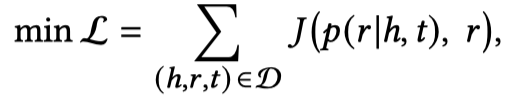 min ℒ = ∑ J(p(r|h, t), r),
(h,r,t)∈𝒟